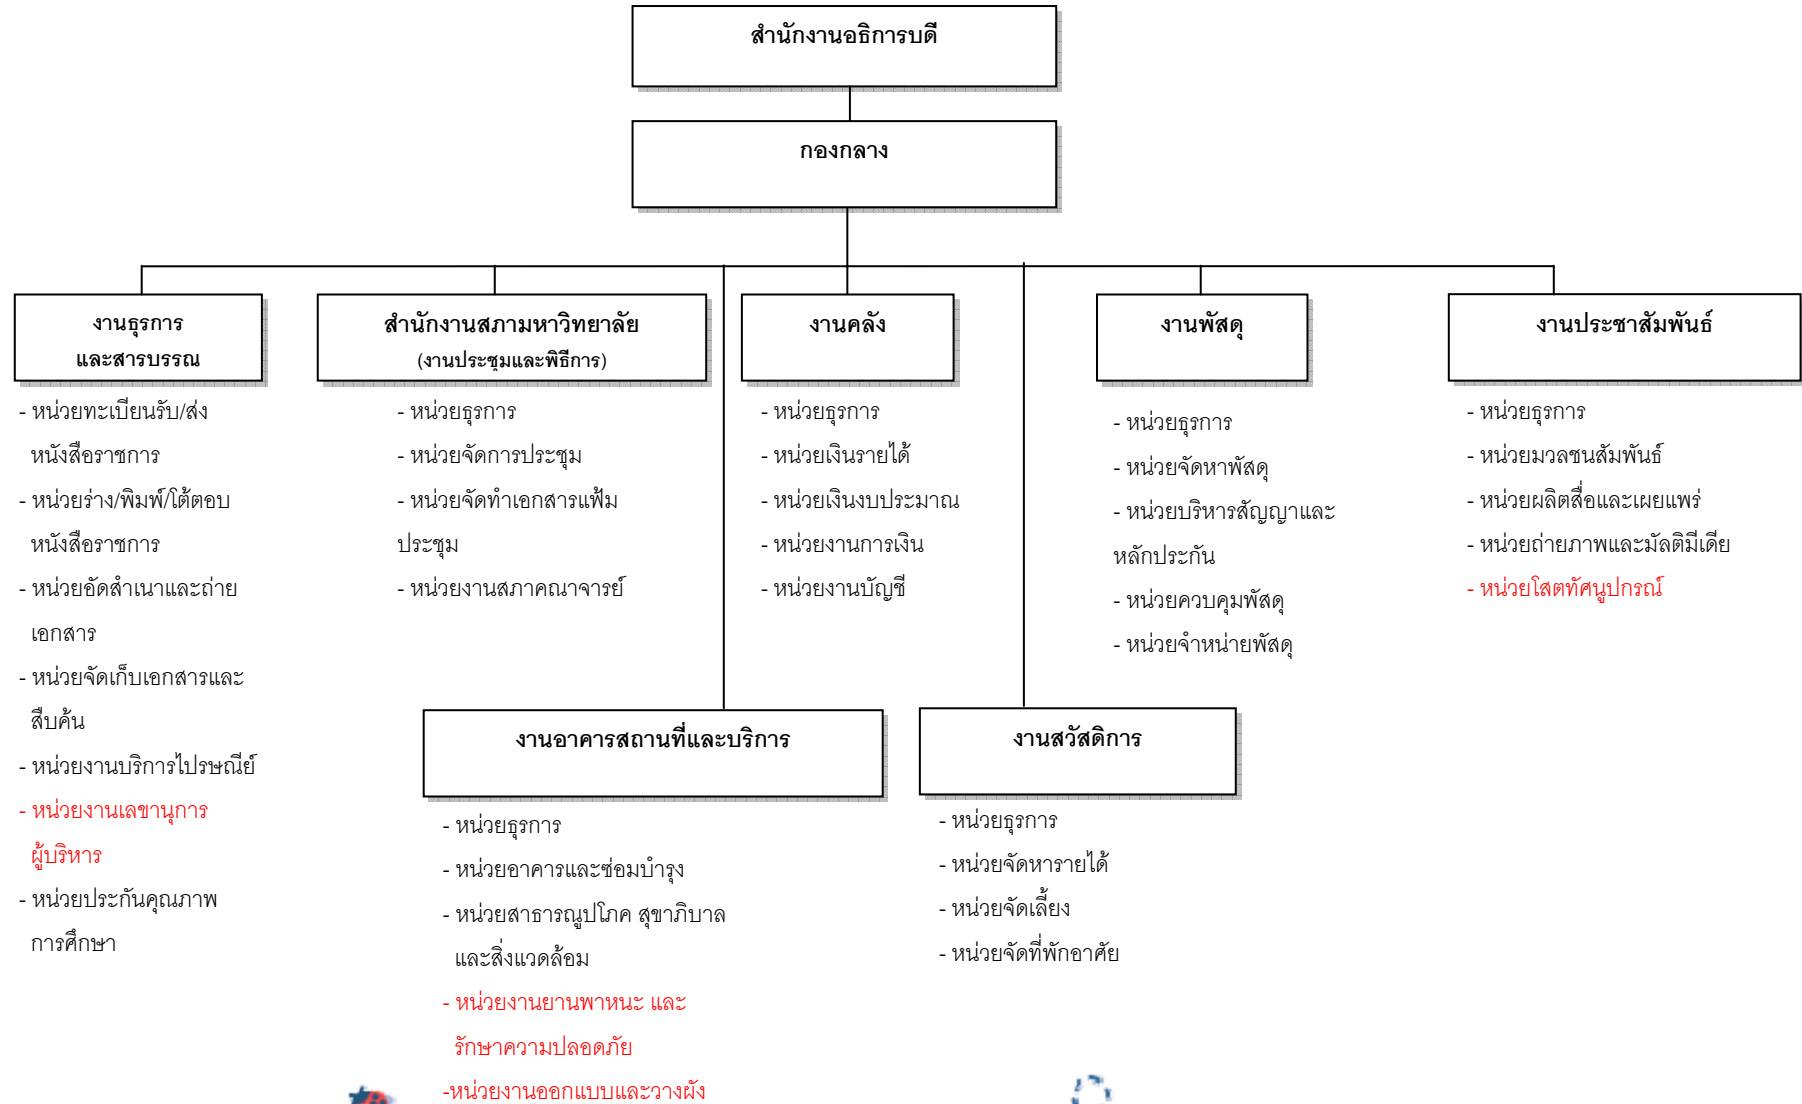 สำนักงานอธิการบดี
กองกลาง
งานธุรการ
และสารบรรณ
- หน่วยทะเบียนรับ/ส่ง
หนังสือราชการ
- หน่วยร่าง/พิมพ์/โต้ตอบ
หนังสือราชการ
- หน่วยอัดสำเนาและถ่าย
เอกสาร
- หน่วยจัดเก็บเอกสารและ
สืบค้น
- หน่วยงานบริการไปรษณีย์
- หน่วยงานเลขานุการ
ผู้บริหาร
- หน่วยประกันคุณภาพ
การศึกษา
สำนักงานสภามหาวิทยาลัย
(งานประชุมและพิธีการ)
- หน่วยธุรการ
- หน่วยจัดการประชุม
- หน่วยจัดทำเอกสารแฟ้ม
ประชุม
- หน่วยงานสภาคณาจารย์
งานคลัง
- หน่วยธุรการ
- หน่วยเงินรายได้
- หน่วยเงินงบประมาณ
- หน่วยงานการเงิน
- หน่วยงานบัญชี
งานพัสดุ
- หน่วยธุรการ
- หน่วยจัดหาพัสดุ
- หน่วยบริหารสัญญาและ
หลักประกัน
- หน่วยควบคุมพัสดุ
- หน่วยจำหน่ายพัสดุ
งานประชาสัมพันธ์
- หน่วยธุรการ
- หน่วยมวลชนสัมพันธ์
- หน่วยผลิตสื่อและเผยแพร่
- หน่วยถ่ายภาพและมัลติมีเดีย
- หน่วยโสตทัศนูปกรณ์
งานอาคารสถานที่และบริการ
- หน่วยธุรการ
- หน่วยอาคารและซ่อมบำรุง
- หน่วยสาธารณูปโภค สุขาภิบาล
และสิ่งแวดล้อม
- หน่วยงานยานพาหนะ และ
รักษาความปลอดภัย
-หน่วยงานออกแบบและวางผัง
งานสวัสดิการ
- หน่วยธุรการ
- หน่วยจัดหารายได้
- หน่วยจัดเลี้ยง
- หน่วยจัดที่พักอาศัย